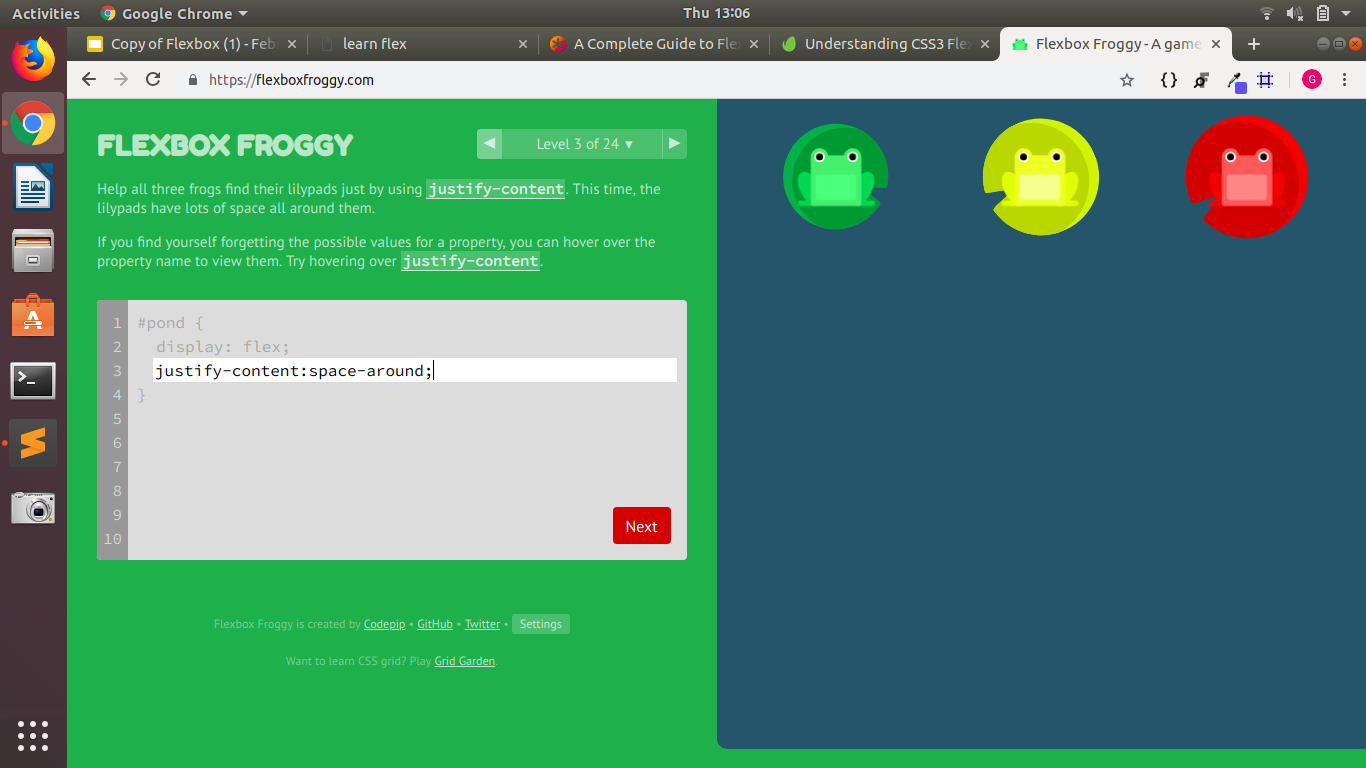 Activities
Google Chrome ▾
Thu 13:06
Copy of Flexbox (1) - Feb
learn flex
A Complete Guide to Fle
Understanding CSS3 Fle
Flexbox Froggy - A game
https://flexboxfroggy.com
{}
G
FLEXBOX FROGGY
◀ Level 3 of 24 ▾ ▶
Help all three frogs find their lilypads just by using justify-content. This time, the
lilypads have lots of space all around them.
If you find yourself forgetting the possible values for a property, you can hover over the
property name to view them. Try hovering over justify-content.
1 #pond {
2 display: flex;
3 justify-content:space-around;
4 }
5
6
7
8
9
10
Next
Flexbox Froggy is created by Codepip • GitHub • Twitter • Settings
Want to learn CSS grid? Play Grid Garden.